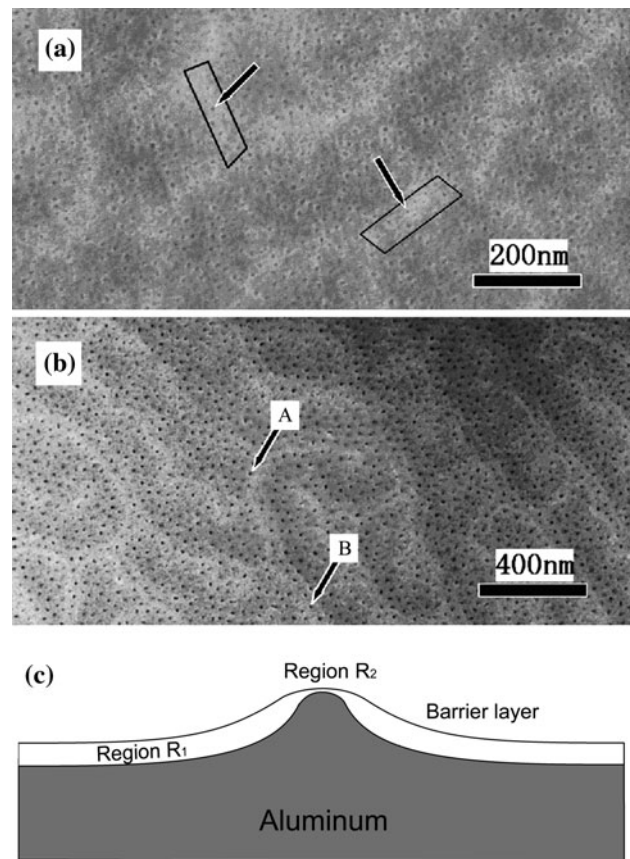 (a)
200nm
(b)
A
B
400nm
(c)
Region R₂
Barrier layer
Region R₁
Aluminum